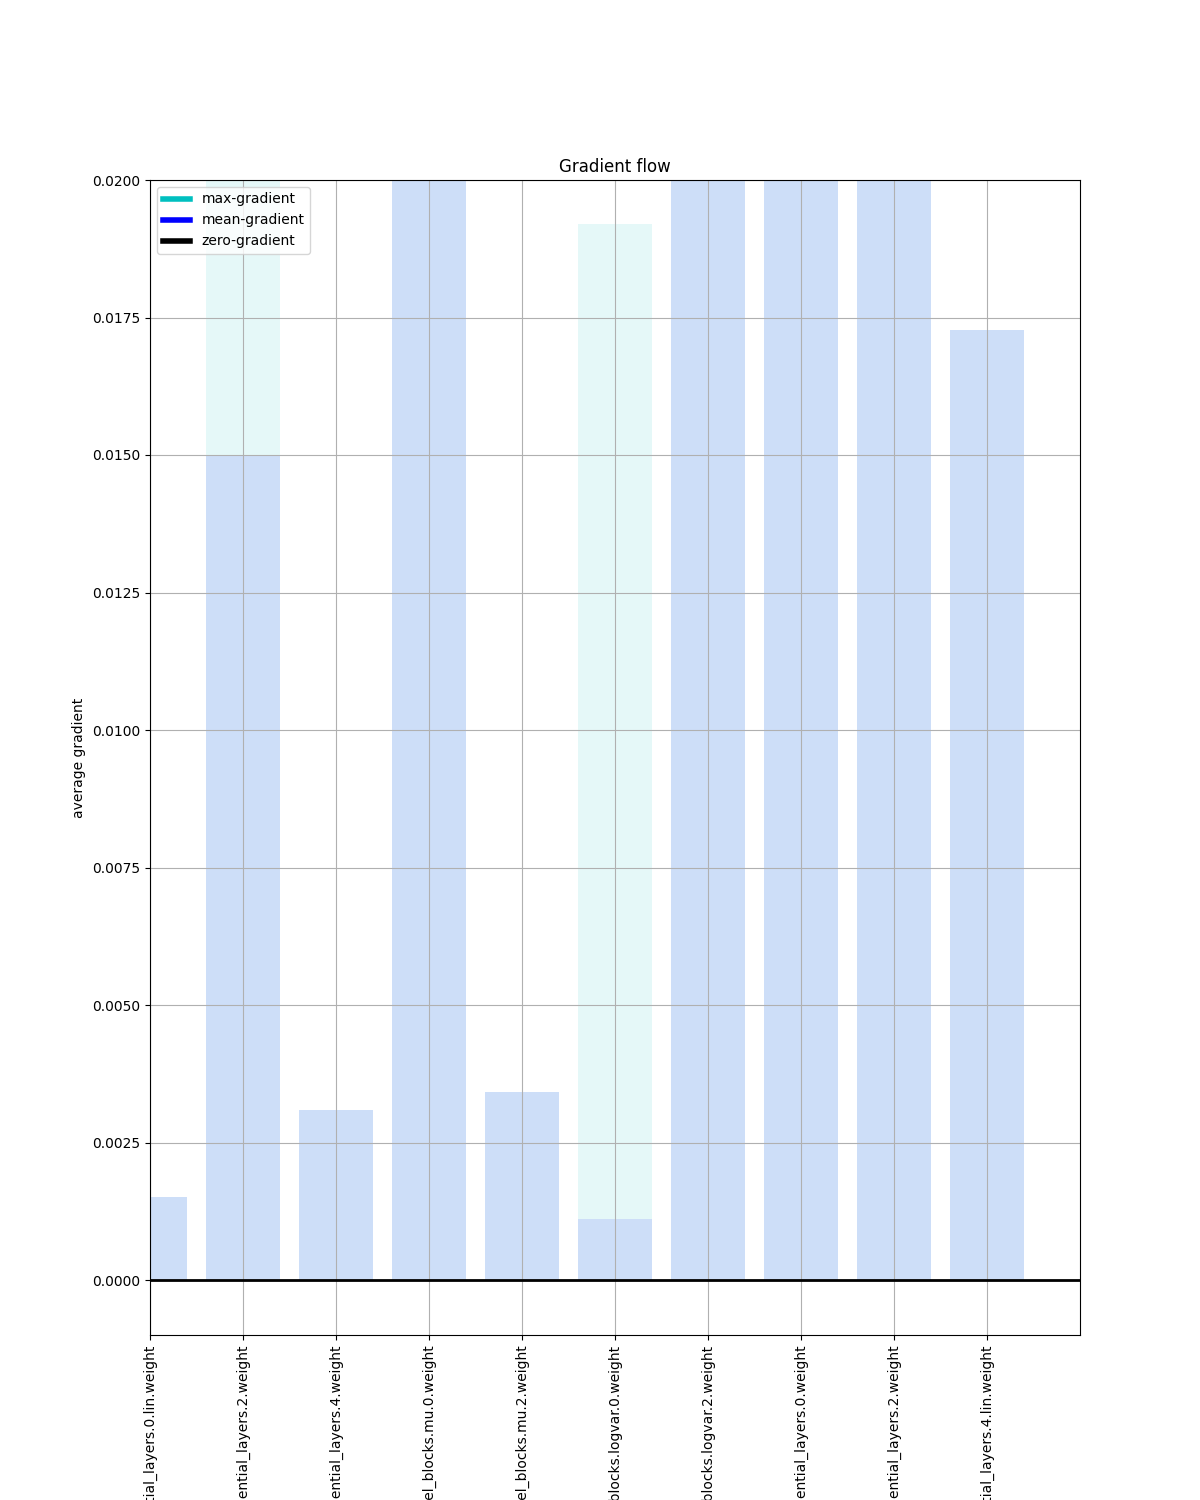 Gradient flow
max-gradient
mean-gradient
zero-gradient
0.0200
0.0175
0.0150
0.0125
0.0100
0.0075
0.0050
0.0025
0.0000
average gradient
tial_layers.0.lin.weight
ential_layers.2.weight
ential_layers.4.weight
el_blocks.mu.0.weight
el_blocks.mu.2.weight
blocks.logvar.0.weight
blocks.logvar.2.weight
ential_layers.0.weight
ential_layers.2.weight
tial_layers.4.lin.weight